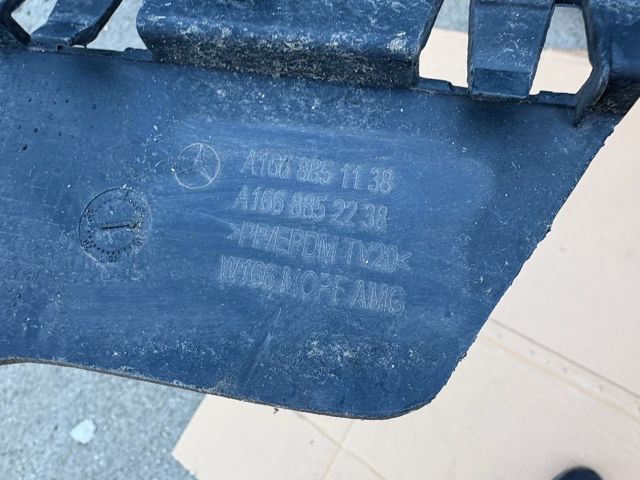 A166 885 11 38
A166 885 22 38
>PP/EPDM TV20<
W166 MOPF AMG